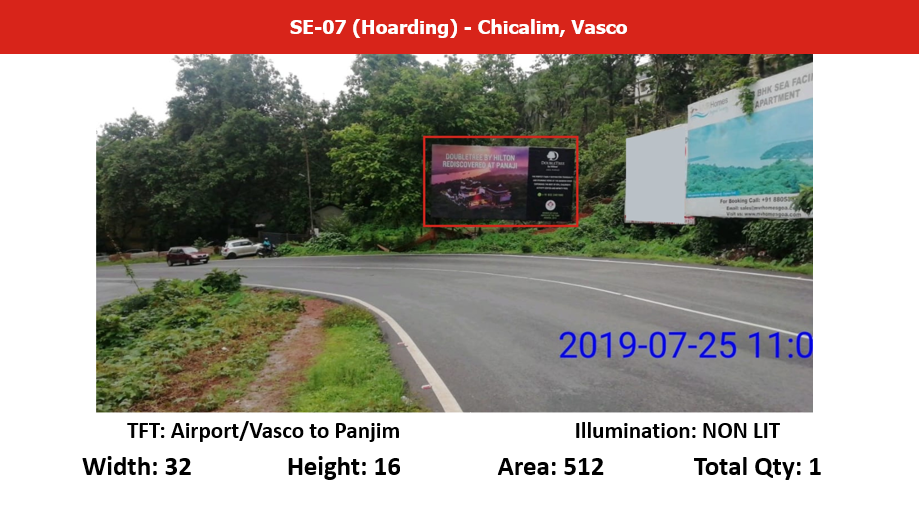 SE-07 (Hoarding) - Chicalim, Vasco
DOUBLETREE BY HILTON
REDISCOVERED AT PANAJI
DOUBLETREE
BHK SEA FACI
APARTMENT
For Booking Call: +91 88050
2019-07-25 11:0
TFT: Airport/Vasco to Panjim
Illumination: NON LIT
Width: 32
Height: 16
Area: 512
Total Qty: 1